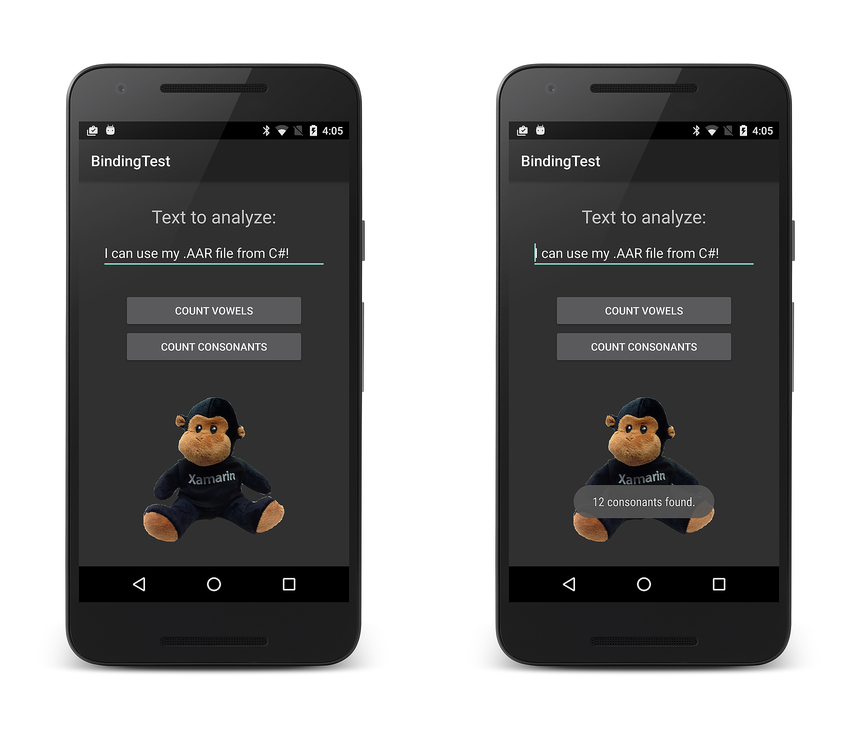 4:05
BindingTest
Text to analyze:
I can use my .AAR file from C#!
COUNT VOWELS
COUNT CONSONANTS
Xamarin
4:05
BindingTest
Text to analyze:
I can use my .AAR file from C#!
COUNT VOWELS
COUNT CONSONANTS
Xamarin
12 consonants found.